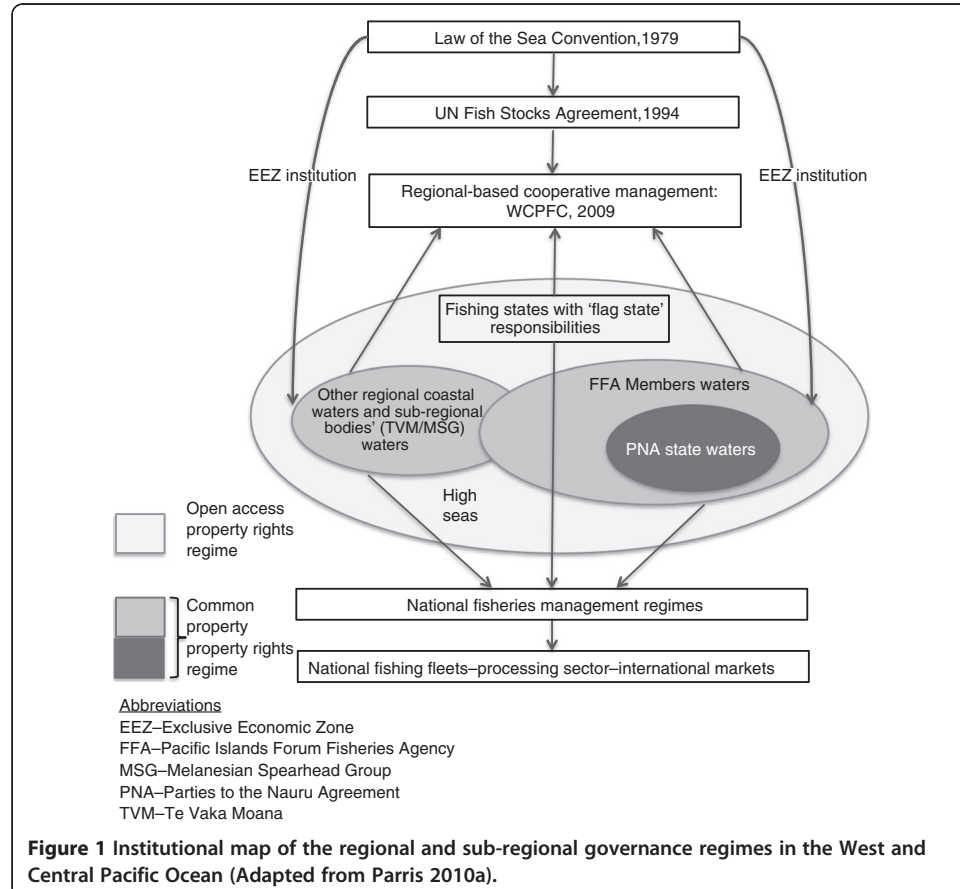 Law of the Sea Convention,1979
UN Fish Stocks Agreement,1994
EEZ institution
EEZ institution
Regional-based cooperative management:
WCPFC, 2009
Fishing states with ‘flag state’
responsibilities
Other regional coastal
waters and sub-regional
bodies’ (TVM/MSG)
waters
FFA Members waters
PNA state waters
High
seas
Open access
property rights
regime
National fisheries management regimes
Common
property
property rights
regime
National fishing fleets–processing sector–international markets
Abbreviations
EEZ–Exclusive Economic Zone
FFA–Pacific Islands Forum Fisheries Agency
MSG–Melanesian Spearhead Group
PNA–Parties to the Nauru Agreement
TVM–Te Vaka Moana
Figure 1 Institutional map of the regional and sub-regional governance regimes in the West and
Central Pacific Ocean (Adapted from Parris 2010a).